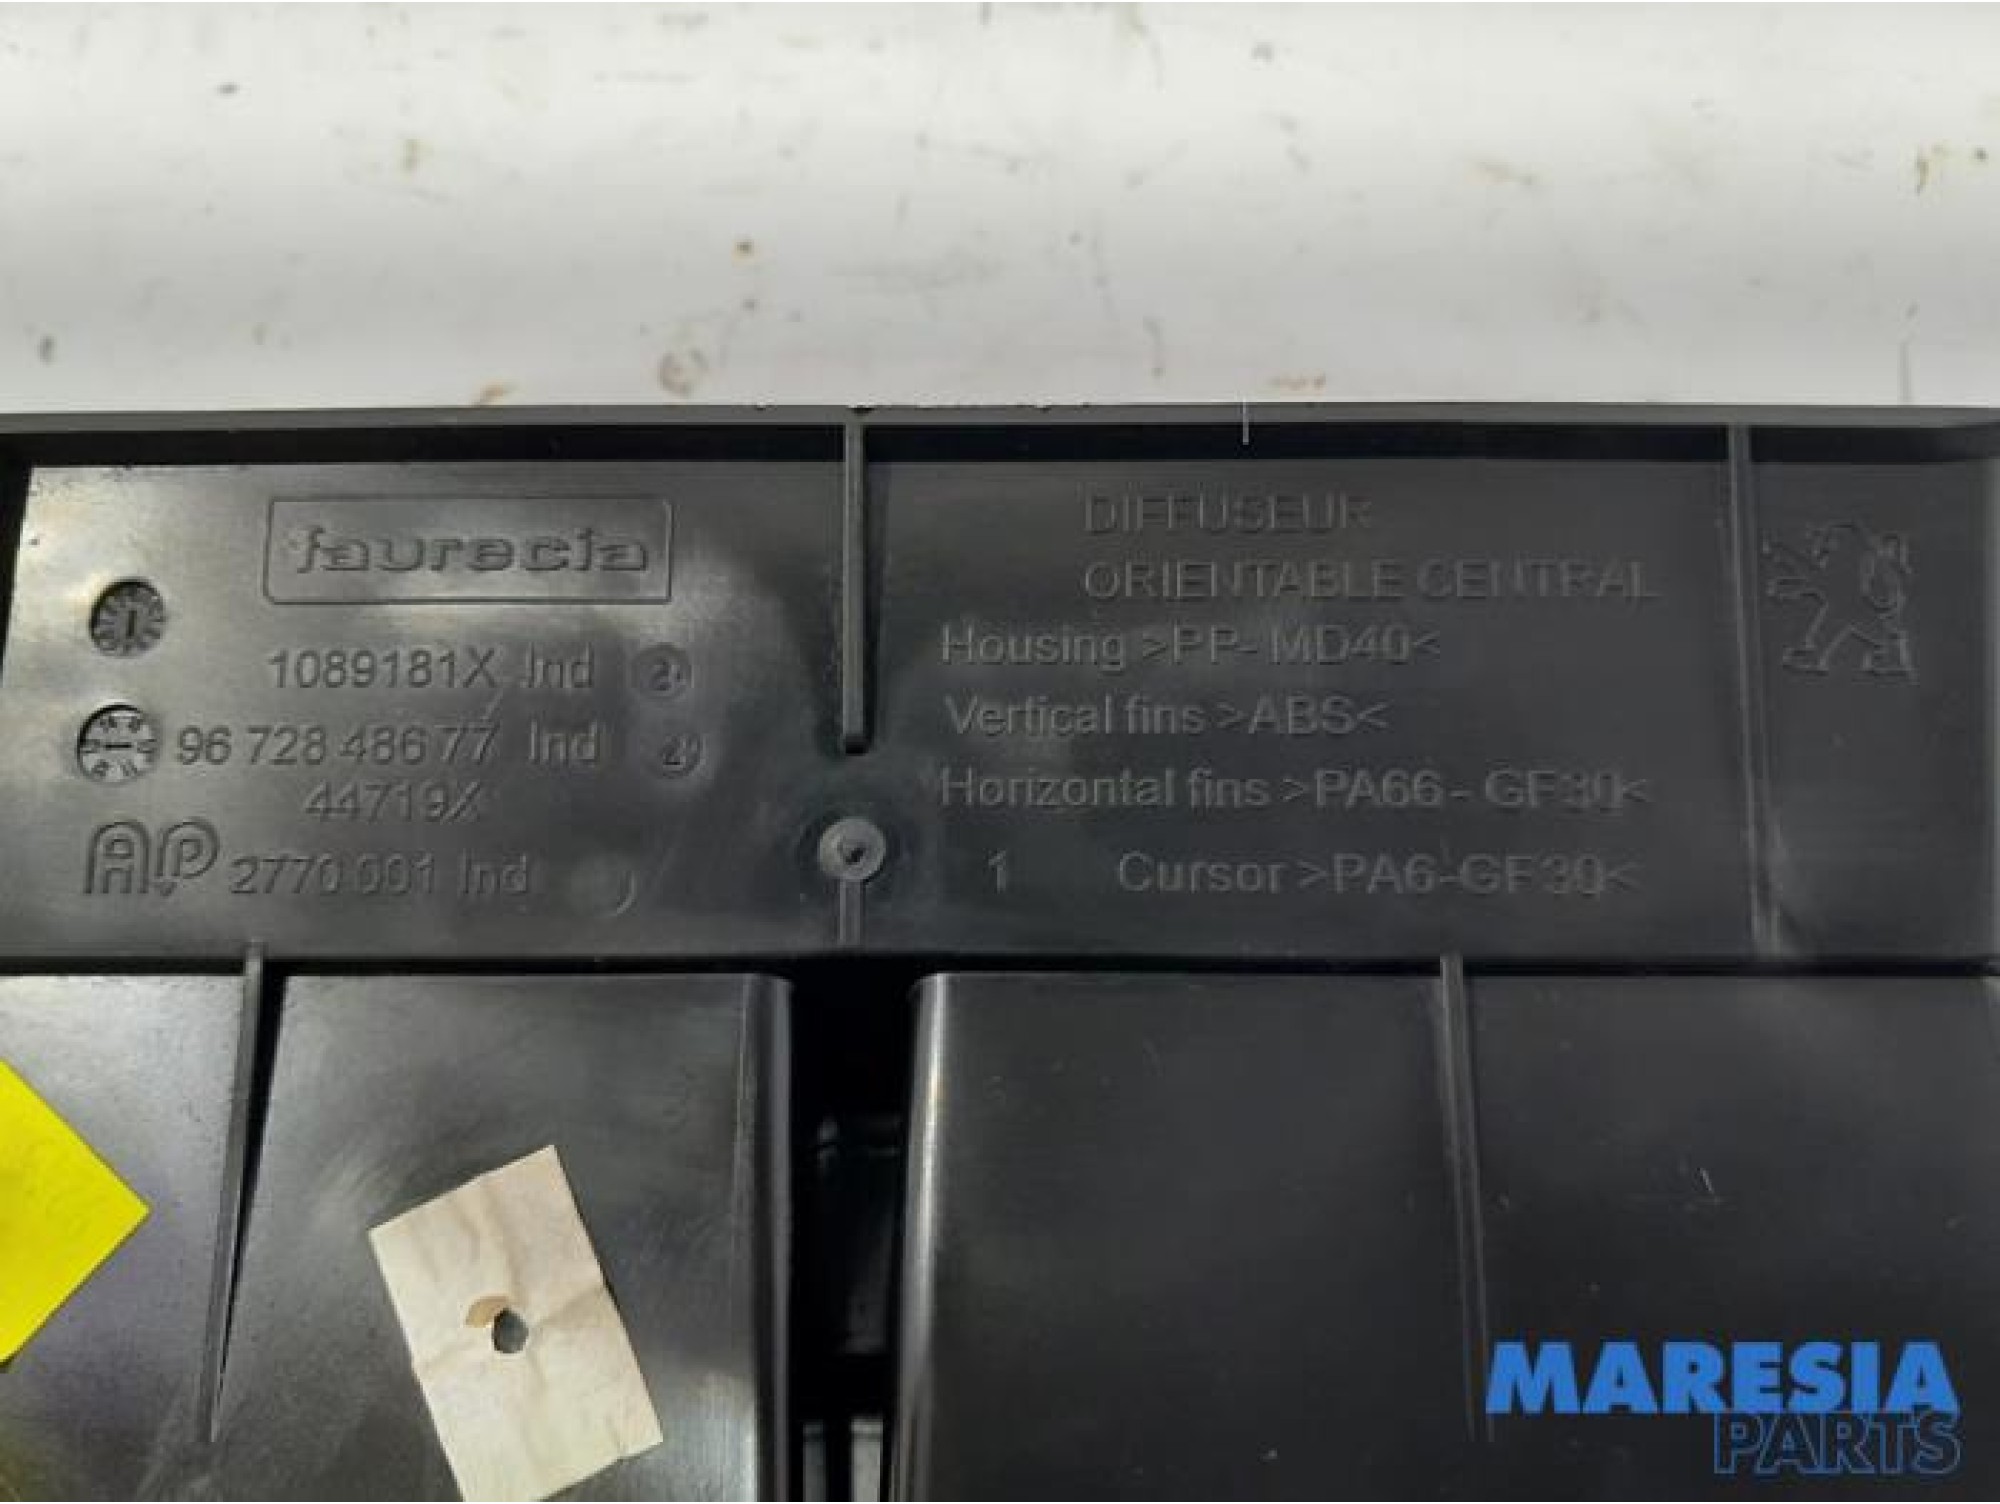 faurecia
1089181X Ind
96 728 486 77 Ind
44719X
AP 2770 001 Ind
DIFFUSEUR
ORIENTABLE CENTRAL
Housing >PP- MD40<
Vertical fins >ABS<
Horizontal fins >PA66 - GF30<
1 Cursor >PA6-GF30<
MARESIA
PARTS